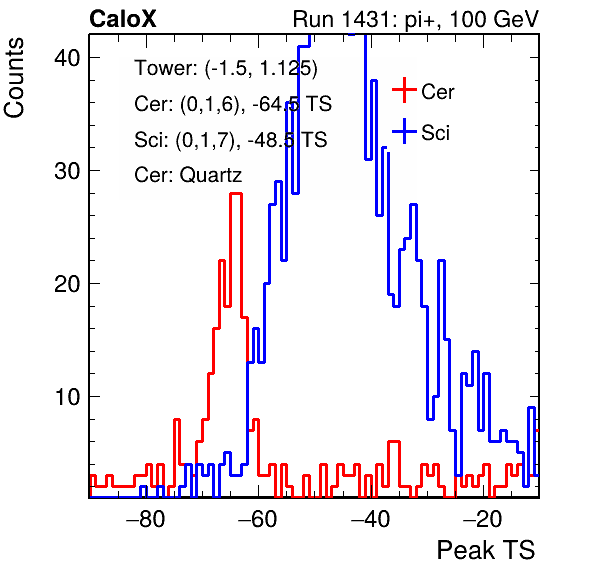 CaloX Run 1431: pi+, 100 GeV
Counts
Tower: (-1.5, 1.125)
Cer: (0,1,6), -64.5 TS
Sci: (0,1,7), -48.5 TS
Cer: Quartz
Cer
Sci
40
30
20
10
−80 −60 −40 −20
Peak TS